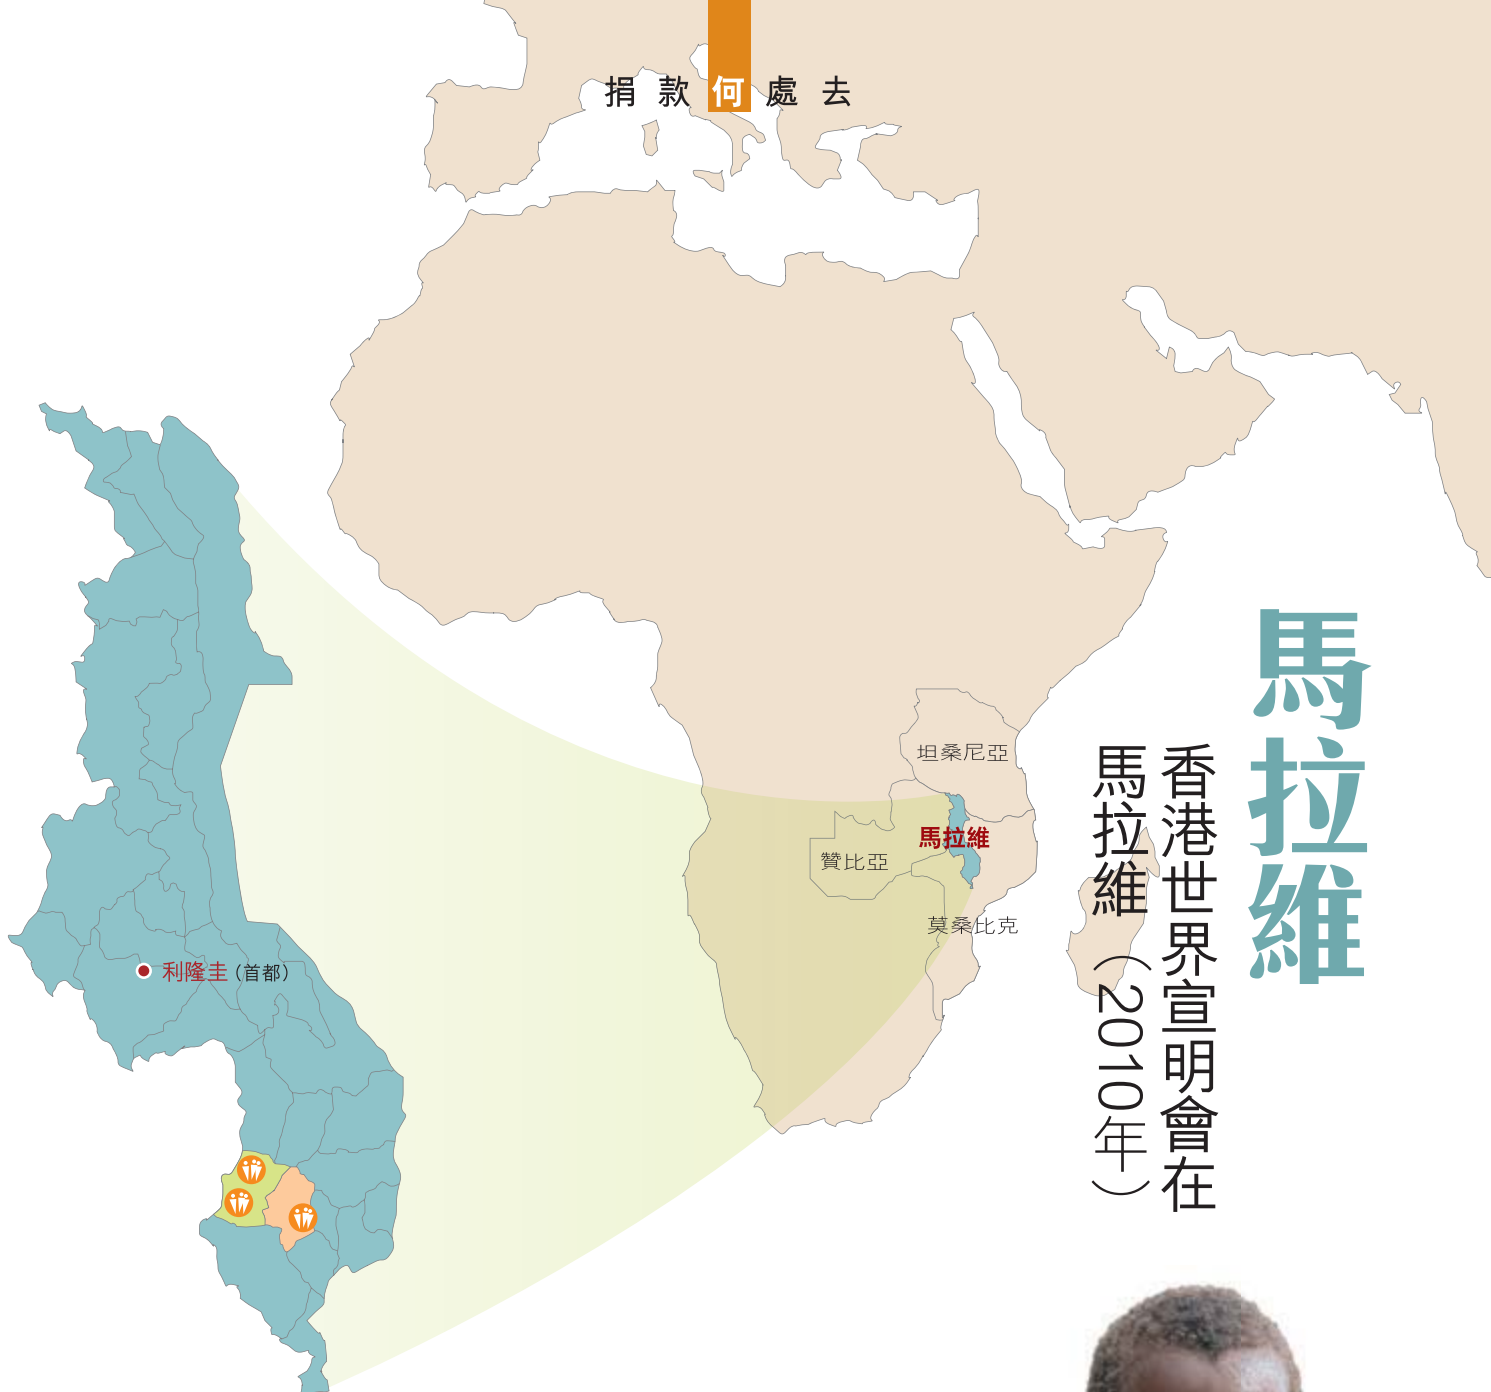 捐款何處去
馬拉維
香港世界宣明會在
馬拉維（2010年）
坦桑尼亞
馬拉維
贊比亞
莫桑比克
利隆圭（首都）